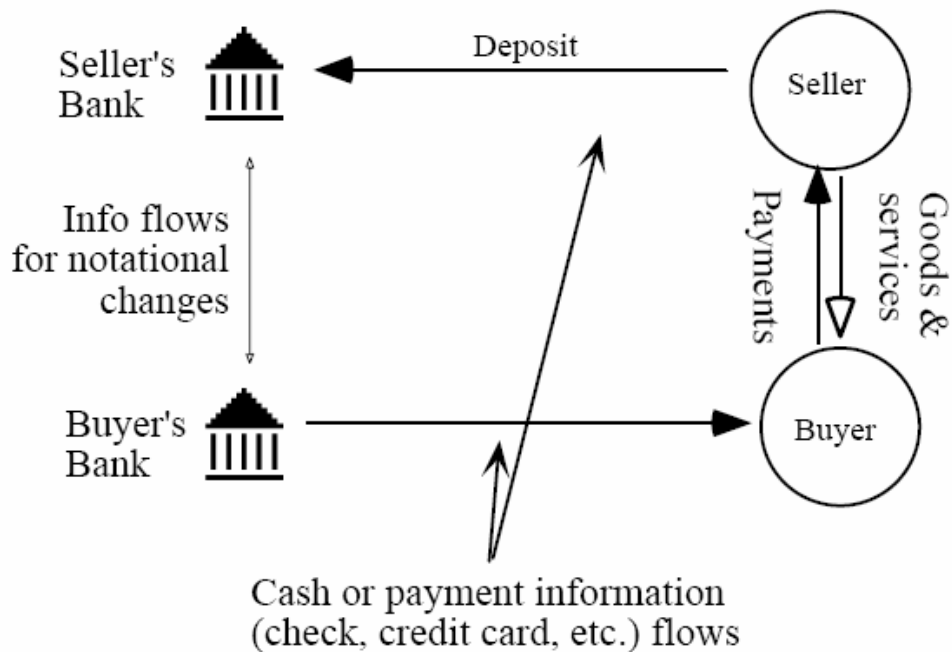 Deposit
Seller's
Bank
Seller
Info flows
for notational
changes
Payments
Goods &
services
Buyer's
Bank
Buyer
Cash or payment information
(check, credit card, etc.) flows